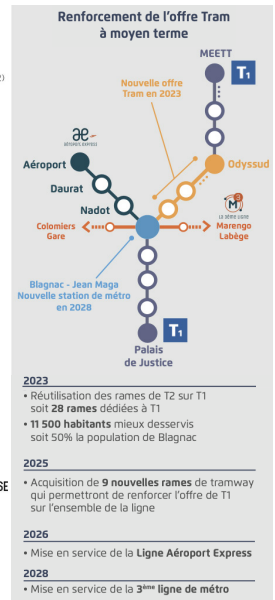 Renforcement de l'offre Tram
à moyen terme
MEETT
T1
Nouvelle offre
Tram en 2023
2)
æ
AÉROPORT EXPRESS
Aéroport
Odyssud
Daurat
M3
LA 3ÈME LIGNE
Nadot
Colomiers
Gare
Marengo
Labège
Blagnac - Jean Maga
Nouvelle station de métro
en 2028
T1
Palais
de Justice
2023
• Réutilisation des rames de T2 sur T1
soit 28 rames dédiées à T1
• 11 500 habitants mieux desservis
soit 50% la population de Blagnac
2025
SE
• Acquisition de 9 nouvelles rames de tramway
qui permettront de renforcer l'offre de T1
sur l'ensemble de la ligne
2026
• Mise en service de la Ligne Aéroport Express
2028
• Mise en service de la 3ème ligne de métro